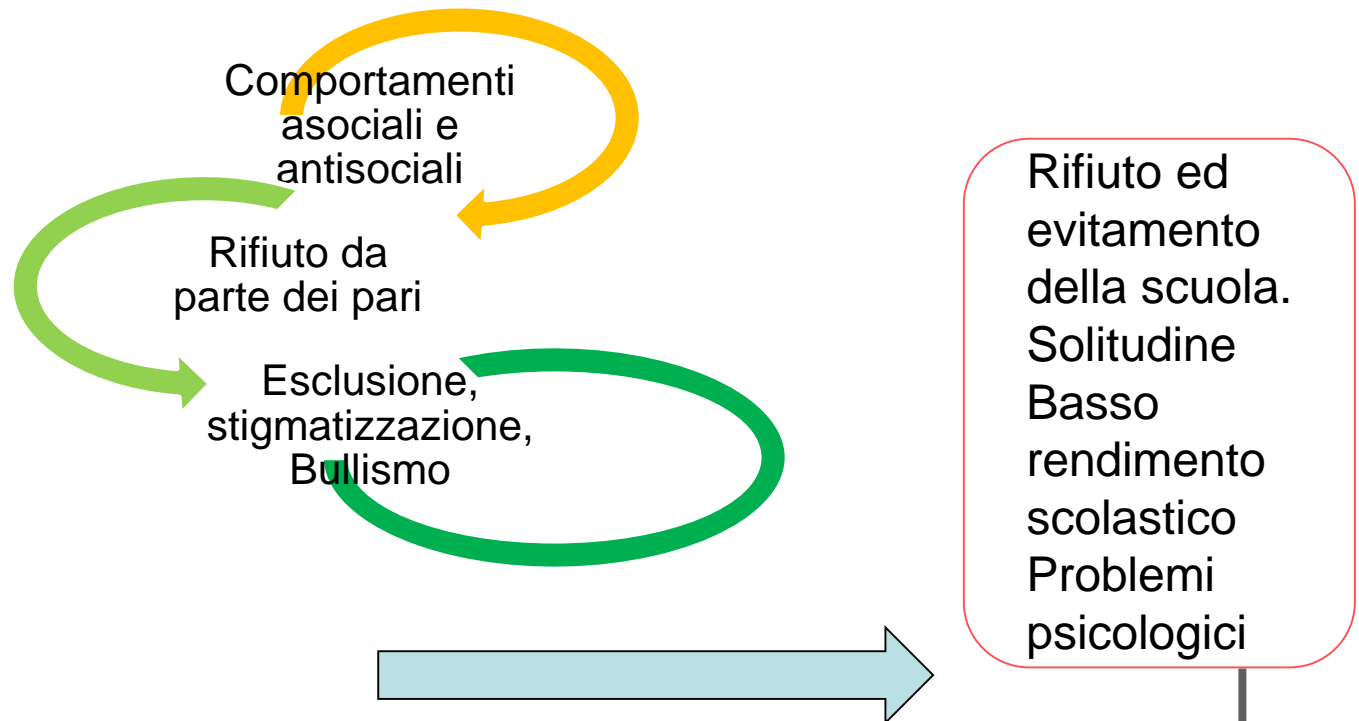 Comportamenti
asociali e
antisociali
Rifiuto da
parte dei pari
Esclusione,
stigmatizzazione,
Bullismo
Rifiuto ed
evitamento
della scuola.
Solitudine
Basso
rendimento
scolastico
Problemi
psicologici